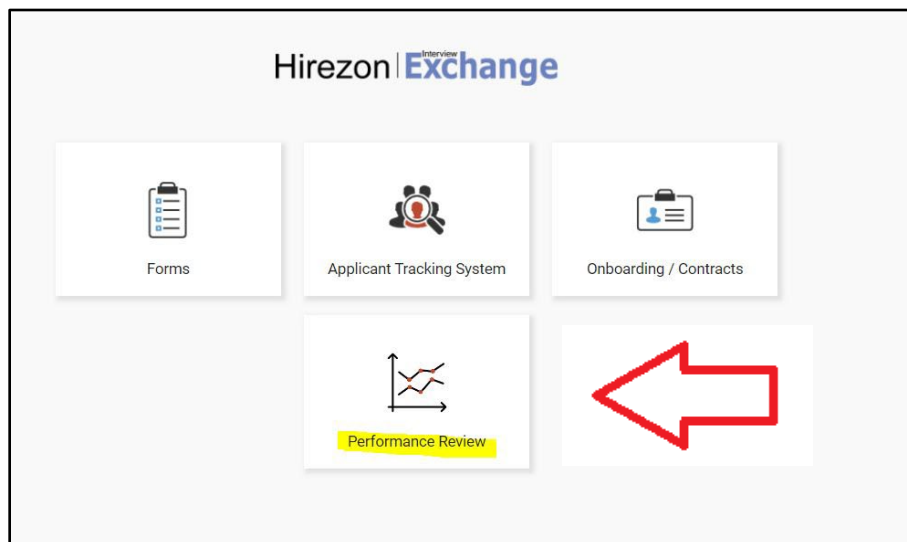 Hirezon Interview Exchange
Forms
Applicant Tracking System
Onboarding / Contracts
Performance Review